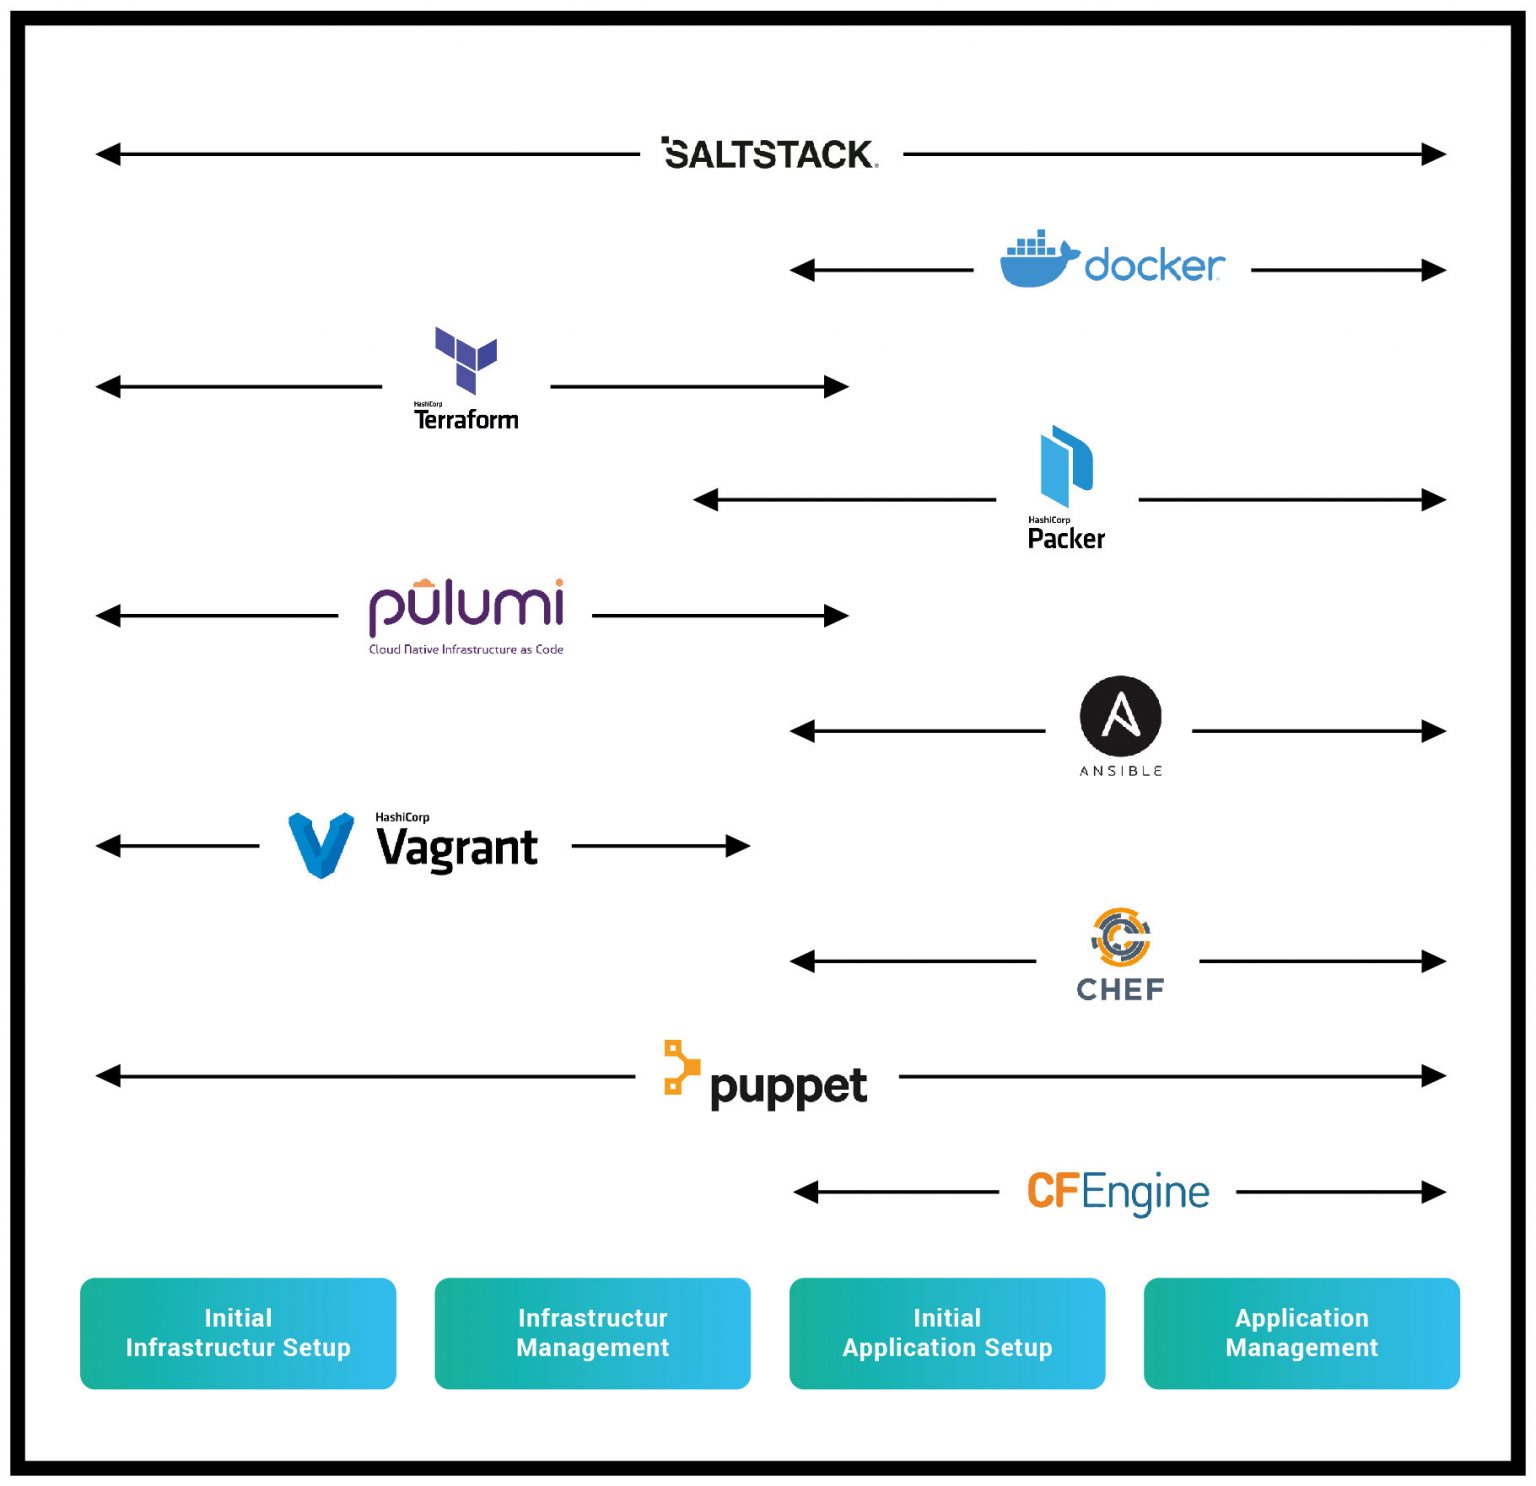 SALTSTACK
docker
HashiCorp
Terraform
HashiCorp
Packer
pulumi
Cloud Native Infrastructure as Code
ANSIBLE
HashiCorp
Vagrant
CHEF
puppet
CFEngine
Initial
Infrastructur Setup
Infrastructur
Management
Initial
Application Setup
Application
Management